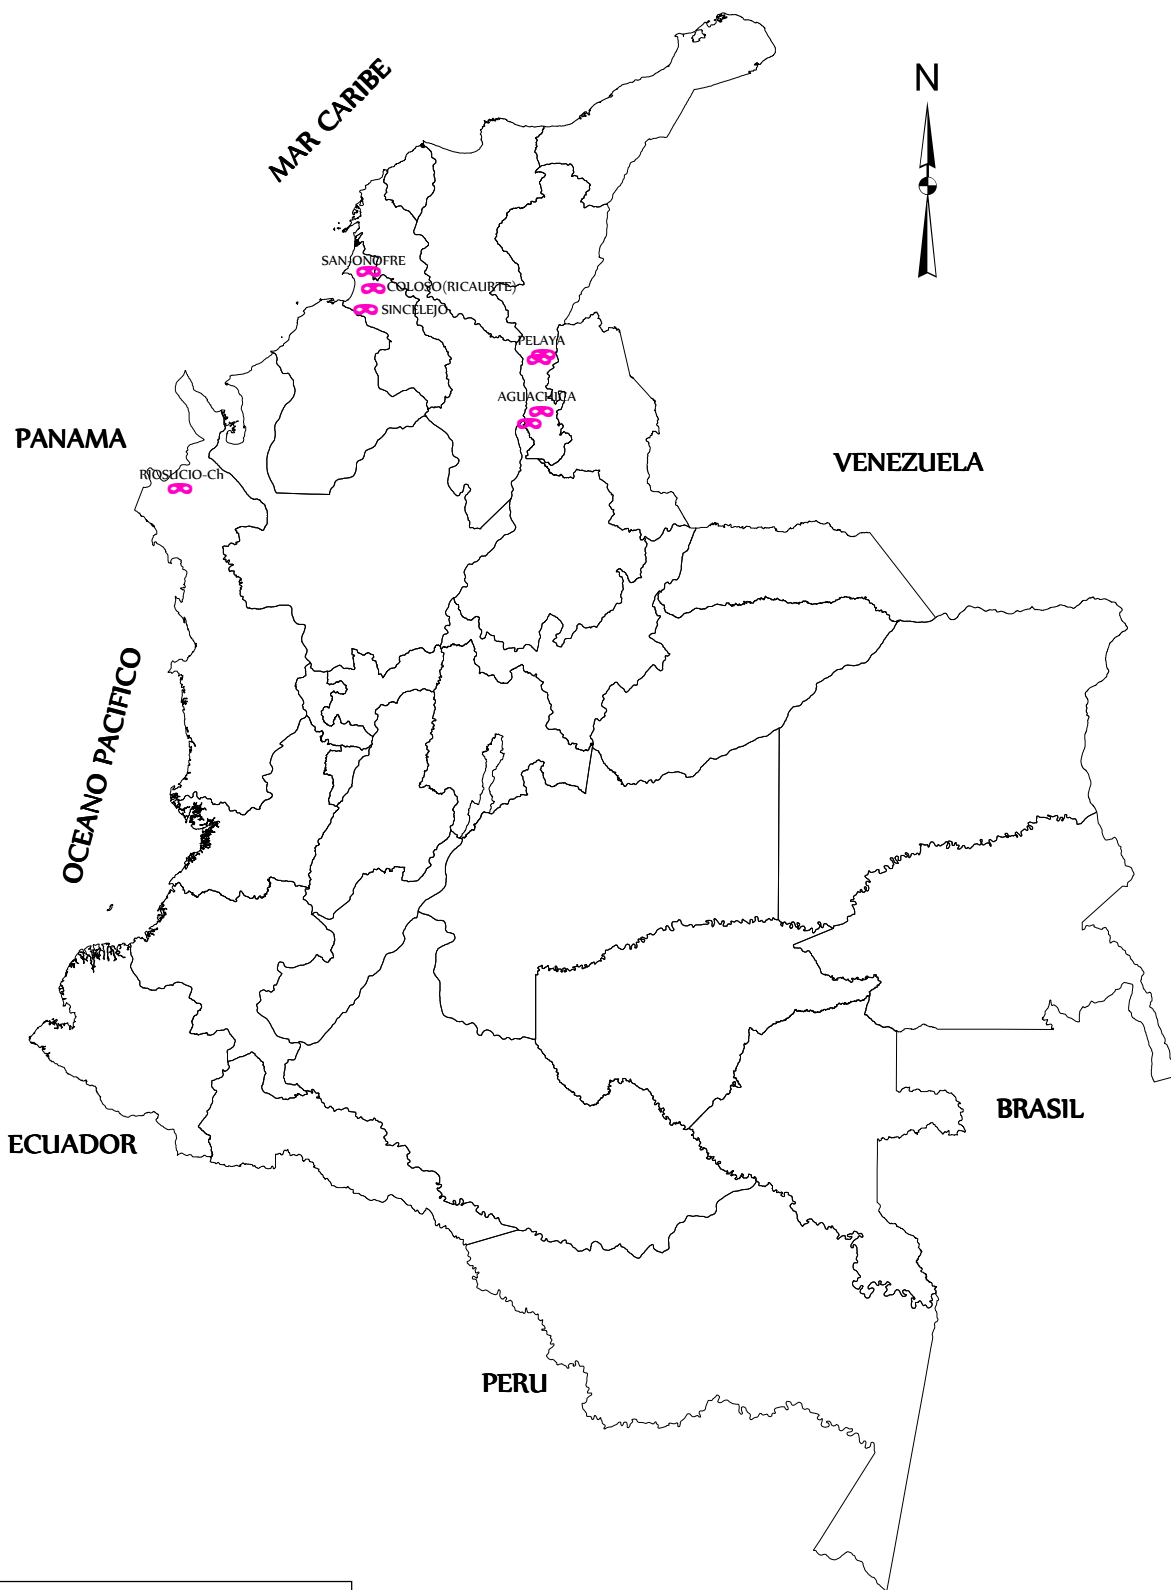 N
MAR CARIBE
SAN-ONOFRE
COLOSO(RICAURTE)
SINCELEJO
PELAYA
AGUACHICA
PANAMA
VENEZUELA
RIOSUCIO-Ch
OCEANO PACIFICO
BRASIL
ECUADOR
PERU